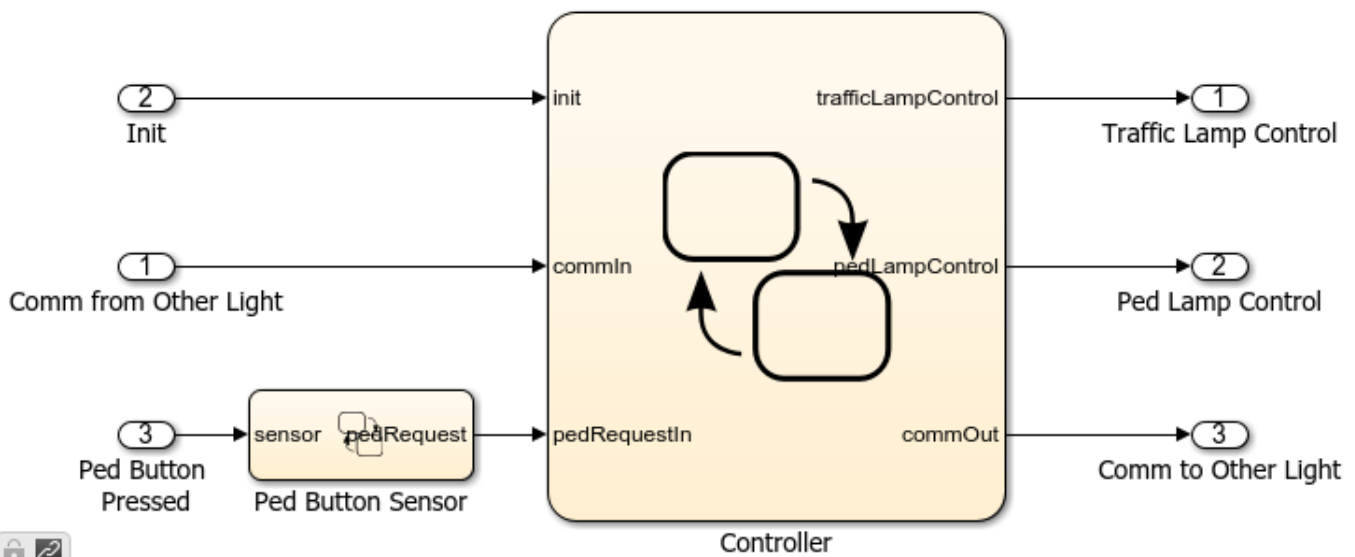 2
init
trafficLampControl
1
Init
Traffic Lamp Control
1
commIn
pedLampControl
2
Comm from Other Light
Ped Lamp Control
3
sensor
pedRequest
pedRequestIn
commOut
3
Ped Button
Pressed
Ped Button Sensor
Comm to Other Light
Controller